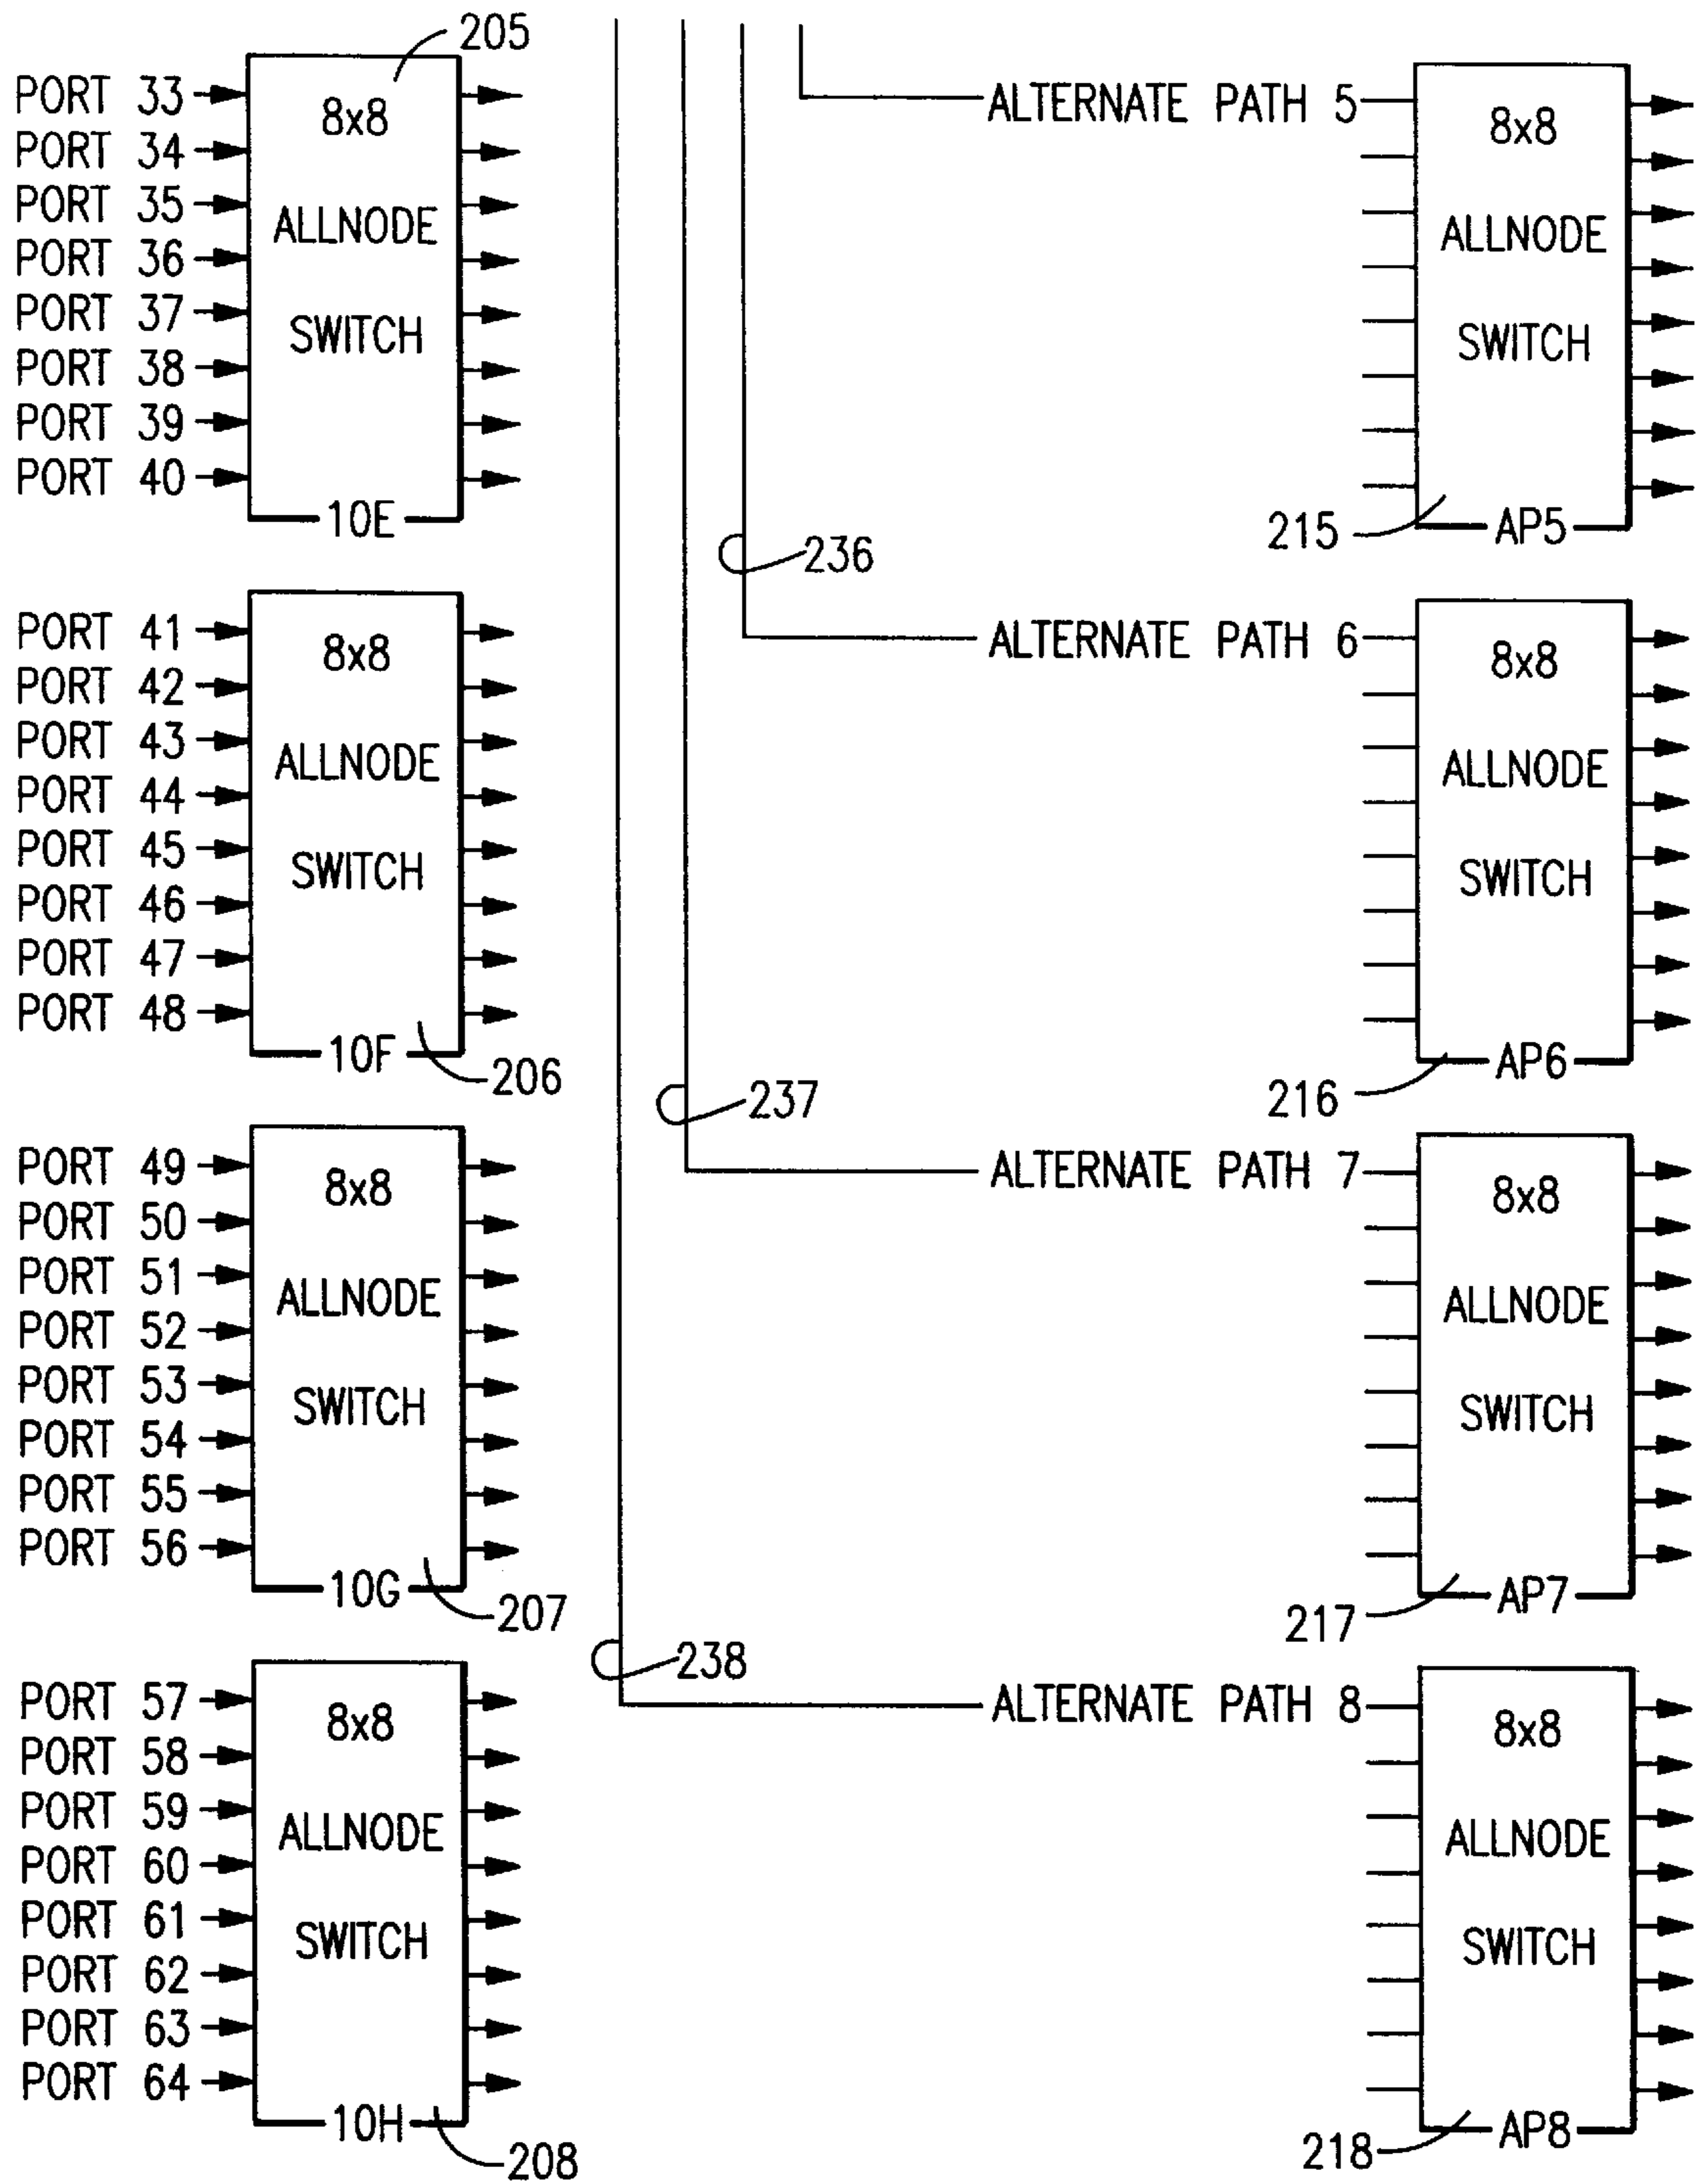 205
PORT 33
PORT 34
PORT 35
PORT 36
PORT 37
PORT 38
PORT 39
PORT 40
8x8
ALLNODE
SWITCH
10E
ALTERNATE PATH 5
8x8
ALLNODE
SWITCH
AP5
215
236
PORT 41
PORT 42
PORT 43
PORT 44
PORT 45
PORT 46
PORT 47
PORT 48
8x8
ALLNODE
SWITCH
10F
206
ALTERNATE PATH 6
8x8
ALLNODE
SWITCH
AP6
216
237
PORT 49
PORT 50
PORT 51
PORT 52
PORT 53
PORT 54
PORT 55
PORT 56
8x8
ALLNODE
SWITCH
10G
207
ALTERNATE PATH 7
8x8
ALLNODE
SWITCH
AP7
217
238
PORT 57
PORT 58
PORT 59
PORT 60
PORT 61
PORT 62
PORT 63
PORT 64
8x8
ALLNODE
SWITCH
10H
208
ALTERNATE PATH 8
8x8
ALLNODE
SWITCH
AP8
218